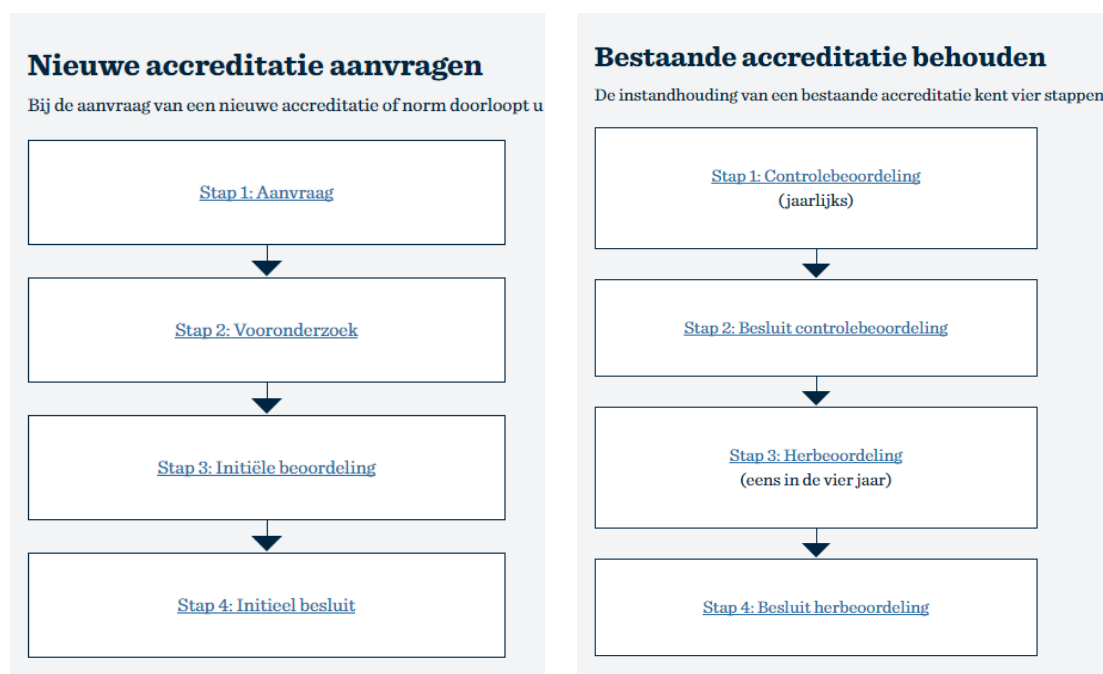 Nieuwe accreditatie aanvragen
Bij de aanvraag van een nieuwe accreditatie of norm doorloopt u
Stap 1: Aanvraag
Stap 2: Vooronderzoek
Stap 3: Initiële beoordeling
Stap 4: Initieel besluit
Bestaande accreditatie behouden
De instandhouding van een bestaande accreditatie kent vier stappen
Stap 1: Controlebeoordeling
(jaarlijks)
Stap 2: Besluit controlebeoordeling
Stap 3: Herbeoordeling
(eens in de vier jaar)
Stap 4: Besluit herbeoordeling